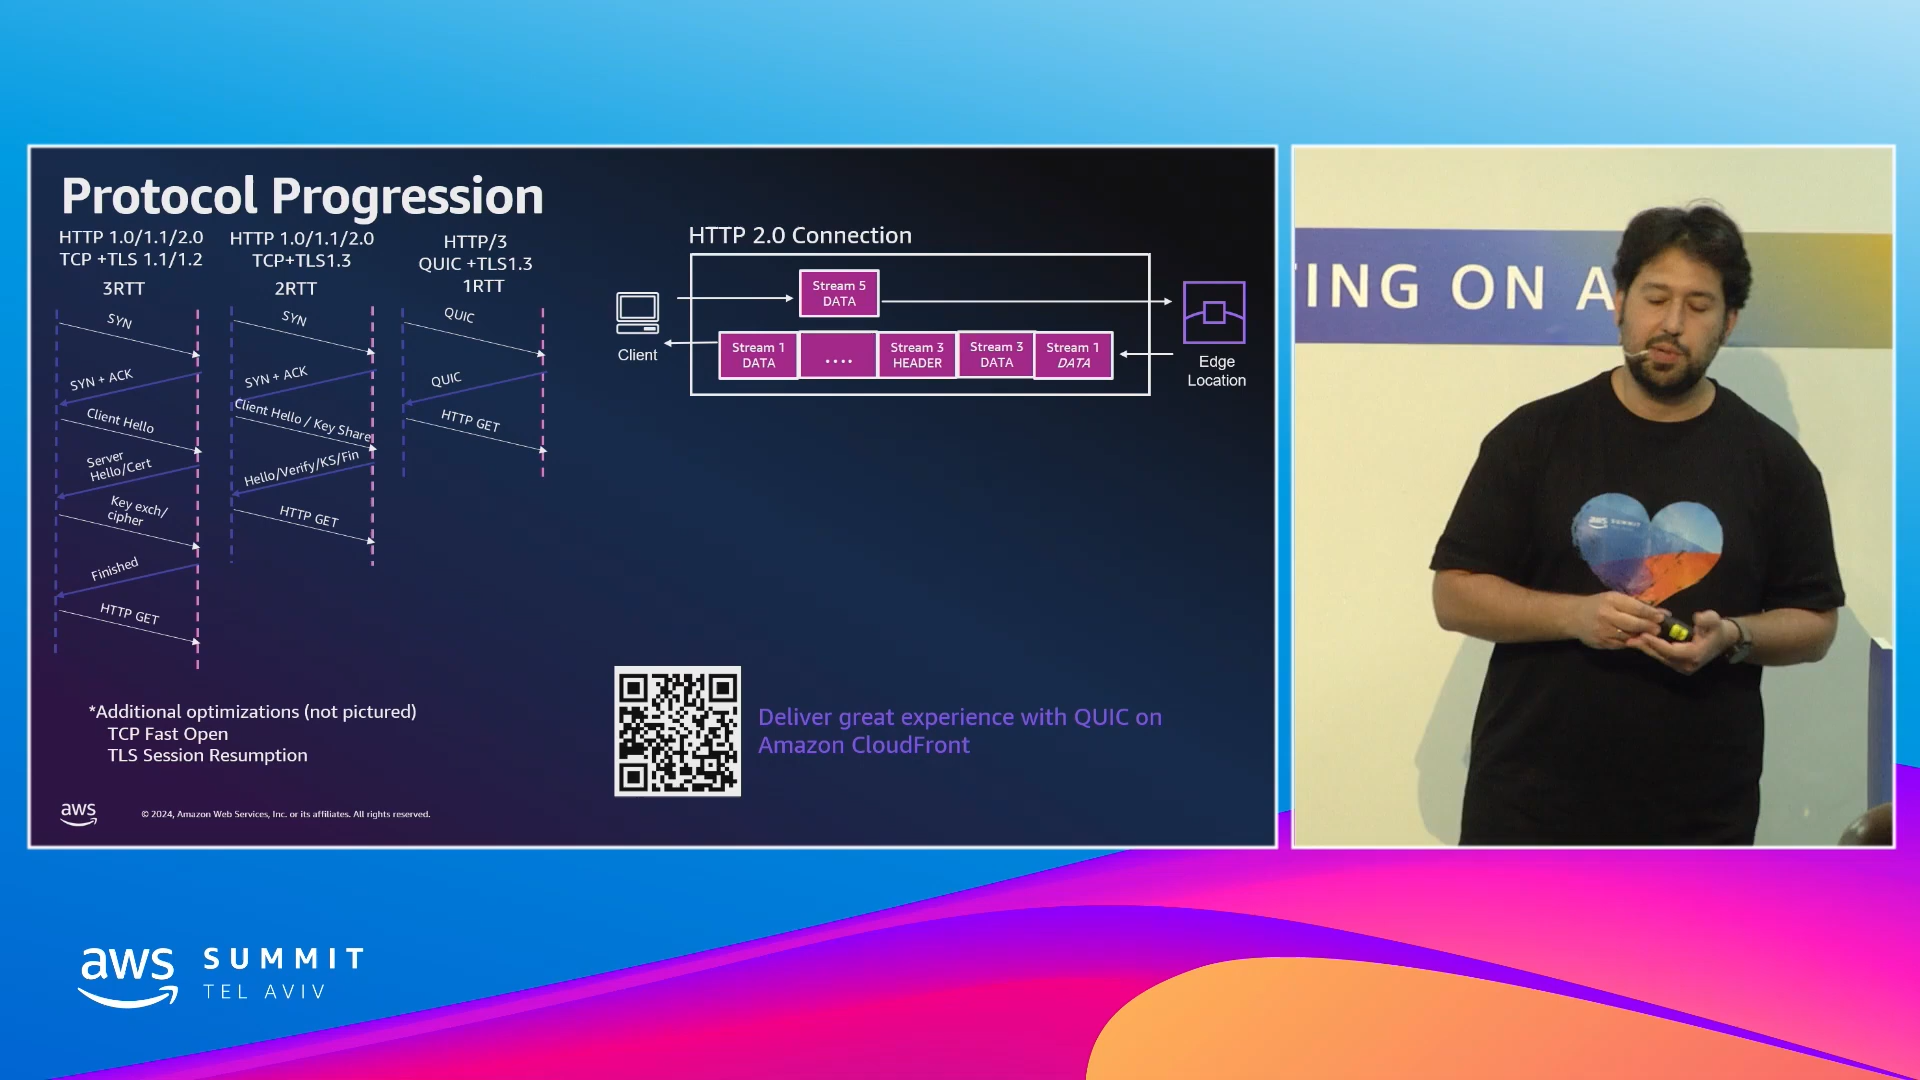 Protocol Progression
HTTP 1.0/1.1/2.0
TCP +TLS 1.1/1.2
3RTT
SYN
SYN + ACK
Client Hello
Server
Hello/Cert
Key exch/
cipher
Finished
HTTP GET
HTTP 1.0/1.1/2.0
TCP+TLS1.3
2RTT
SYN
SYN + ACK
Client Hello / Key Share
Hello/Verify/KS/Fin
HTTP GET
HTTP/3
QUIC +TLS1.3
1RTT
QUIC
QUIC
HTTP GET
HTTP 2.0 Connection
Client
Stream 5
DATA
Stream 1
DATA
....
Stream 3
HEADER
Stream 3
DATA
Stream 1
DATA
Edge
Location
*Additional optimizations (not pictured)
TCP Fast Open
TLS Session Resumption
Deliver great experience with QUIC on
Amazon CloudFront
aws
© 2024, Amazon Web Services, Inc. or its affiliates. All rights reserved.
ING ON A
aws SUMMIT
TEL AVIV
aws SUMMIT
TEL AVIV